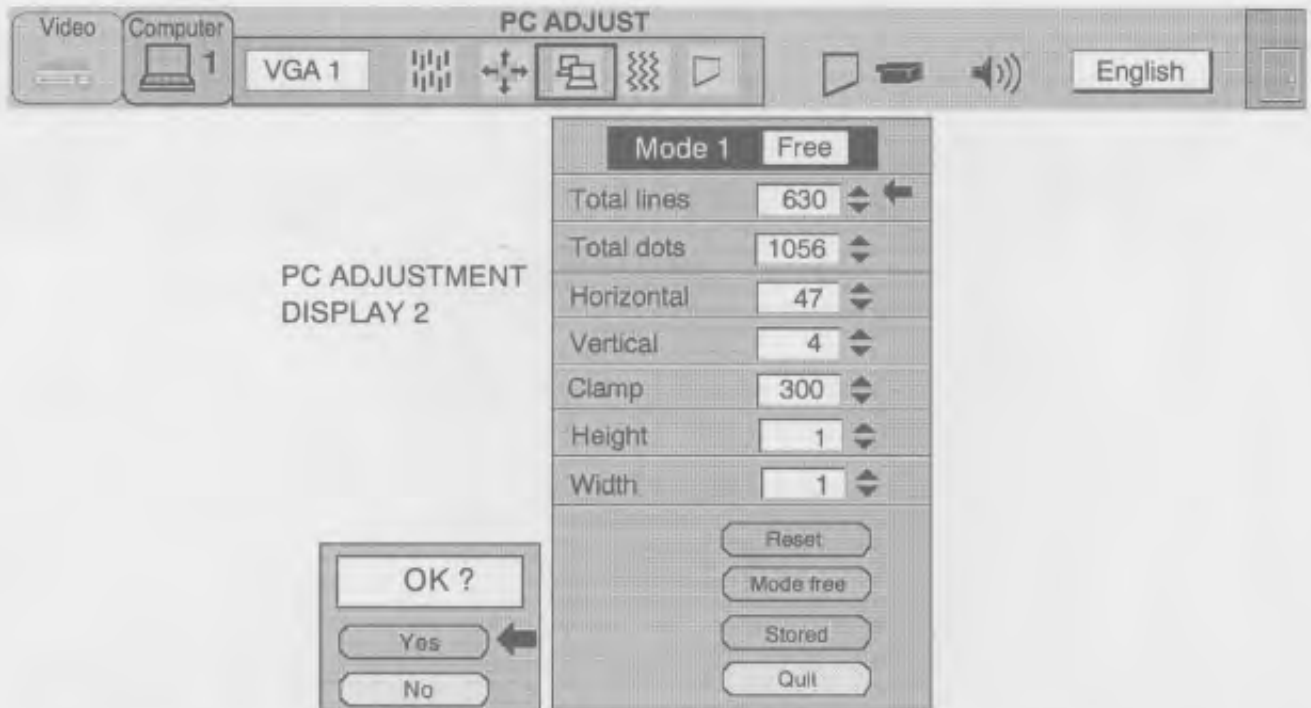 PC ADJUST
Video
Computer
1
VGA 1
English
Mode 1 Free
Total lines 630
Total dots 1056
Horizontal 47
Vertical 4
Clamp 300
Height 1
Width 1
Reset
Mode free
Stored
Quit
PC ADJUSTMENT
DISPLAY 2
OK ?
Yes
No